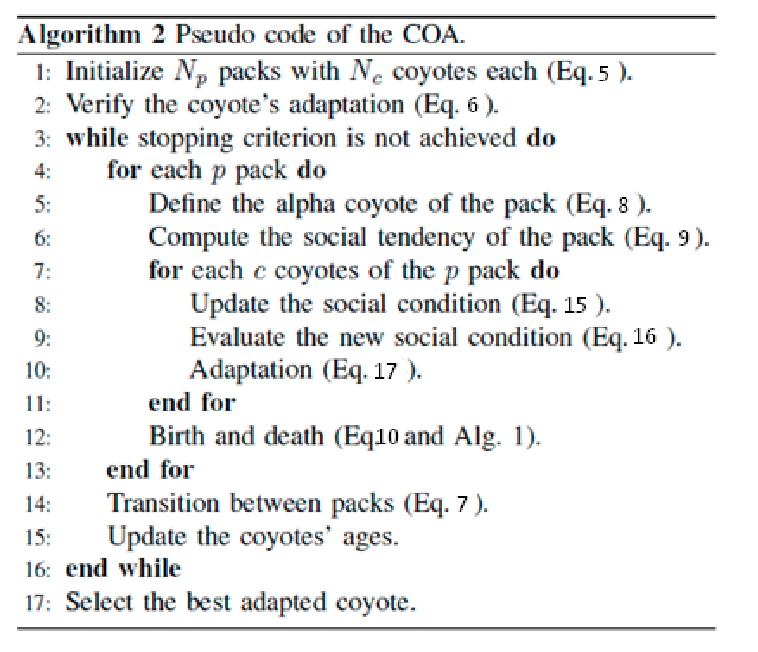 Algorithm 2 Pseudo code of the COA.
1: Initialize Np packs with Nc coyotes each (Eq. 5 ).
2: Verify the coyote's adaptation (Eq. 6 ).
3: while stopping criterion is not achieved do
4: for each p pack do
5: Define the alpha coyote of the pack (Eq. 8 ).
6: Compute the social tendency of the pack (Eq. 9 ).
7: for each c coyotes of the p pack do
8: Update the social condition (Eq. 15 ).
9: Evaluate the new social condition (Eq. 16 ).
10: Adaptation (Eq. 17 ).
11: end for
12: Birth and death (Eq10 and Alg. 1).
13: end for
14: Transition between packs (Eq. 7 ).
15: Update the coyotes' ages.
16: end while
17: Select the best adapted coyote.